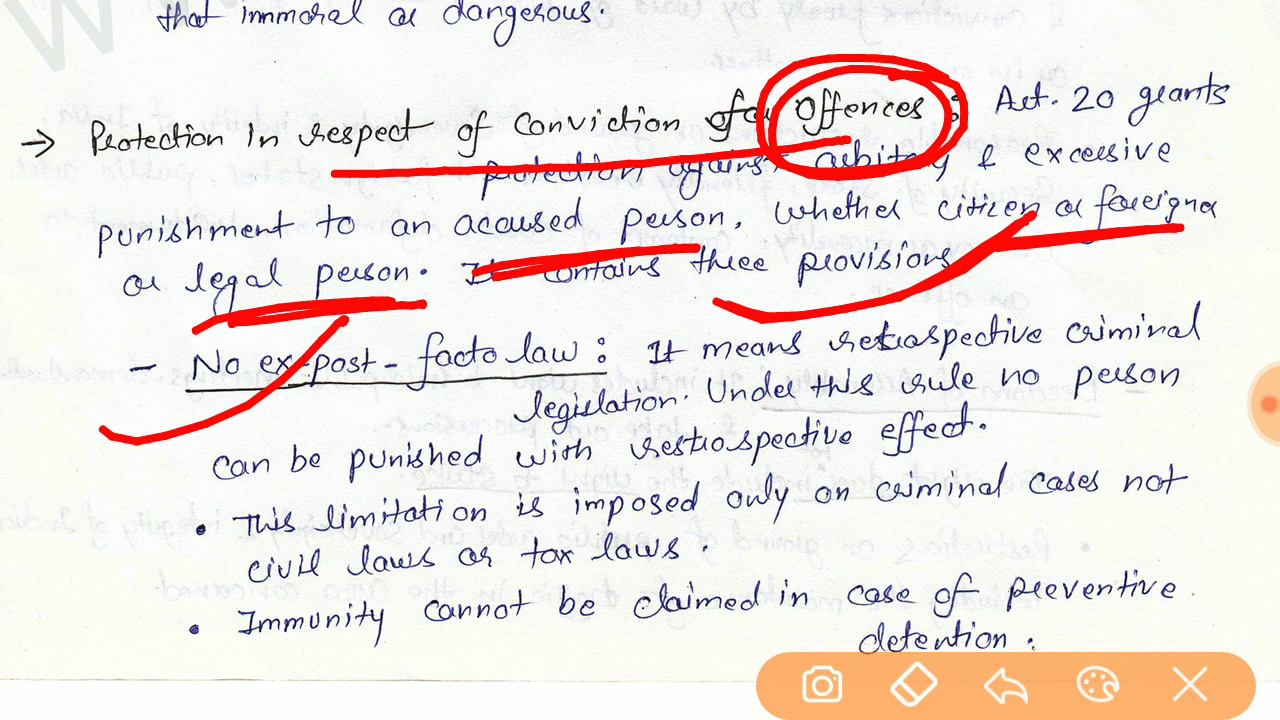 that immoral or dangerous.
→ Protection in respect of conviction for offences : Art. 20 grants
protection against arbitary & excessive
punishment to an accused person, whether citizen or foreigner
or legal person. It contains three provisions
- No ex-post-facto law : It means retrospective criminal
legislation. Under this rule no person
can be punished with restrospective effect.
• This limitation is imposed only on criminal cases not
civil laws or tax laws.
• Immunity cannot be claimed in case of preventive
detention.